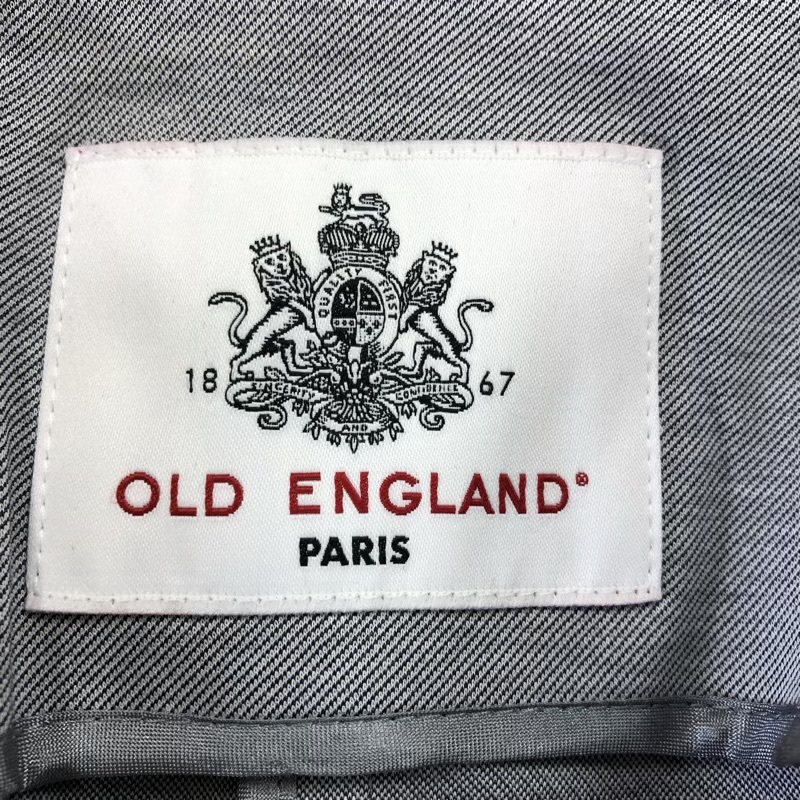 QUALITY FIRST
18 67
SINCERITY CONFIDENCE
AND
OLD ENGLAND®
PARIS